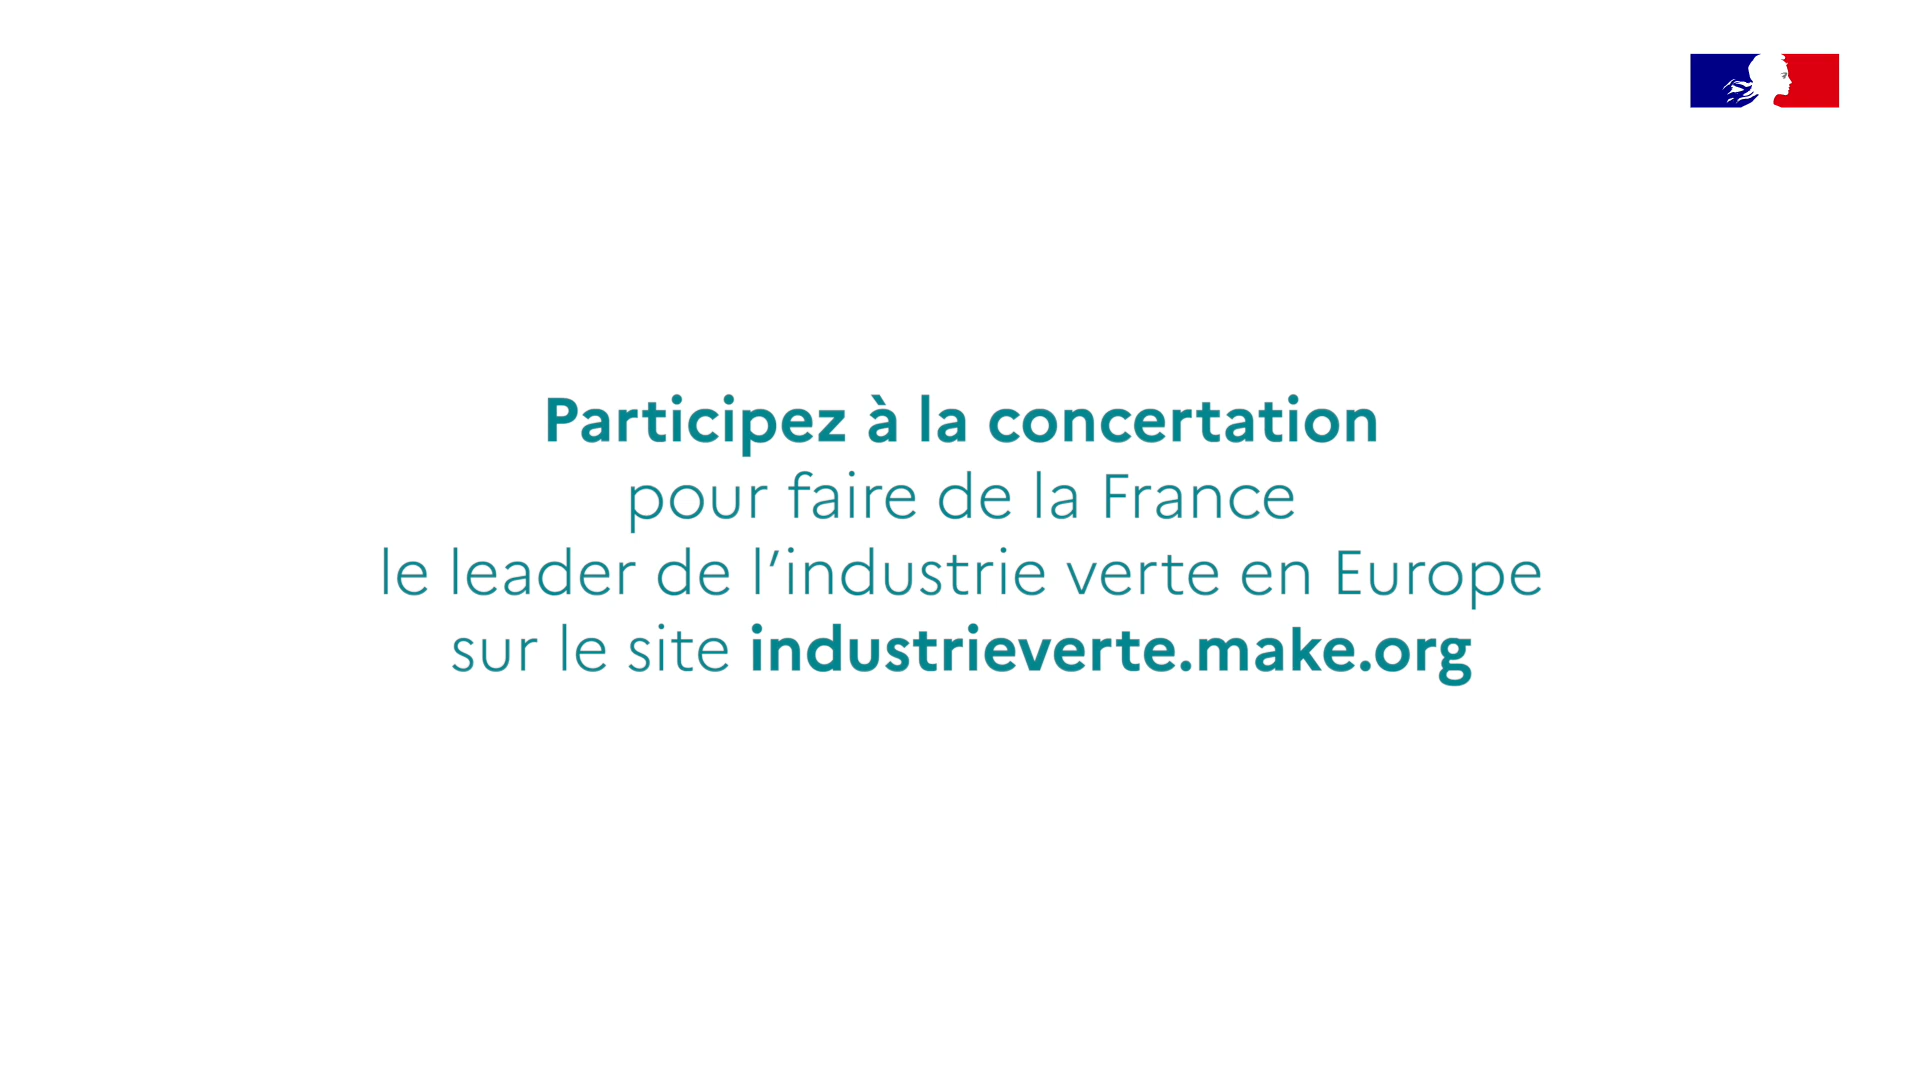 Participez à la concertation
pour faire de la France
le leader de l’industrie verte en Europe
sur le site industrieverte.make.org